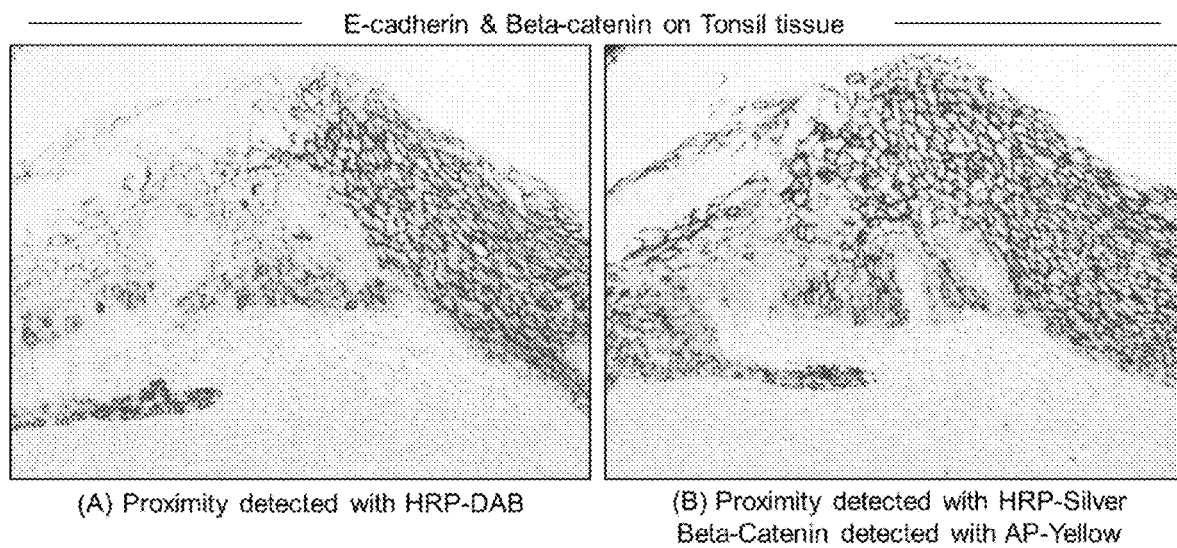 E-cadherin & Beta-catenin on Tonsil tissue
(A) Proximity detected with HRP-DAB
(B) Proximity detected with HRP-Silver
Beta-Catenin detected with AP-Yellow